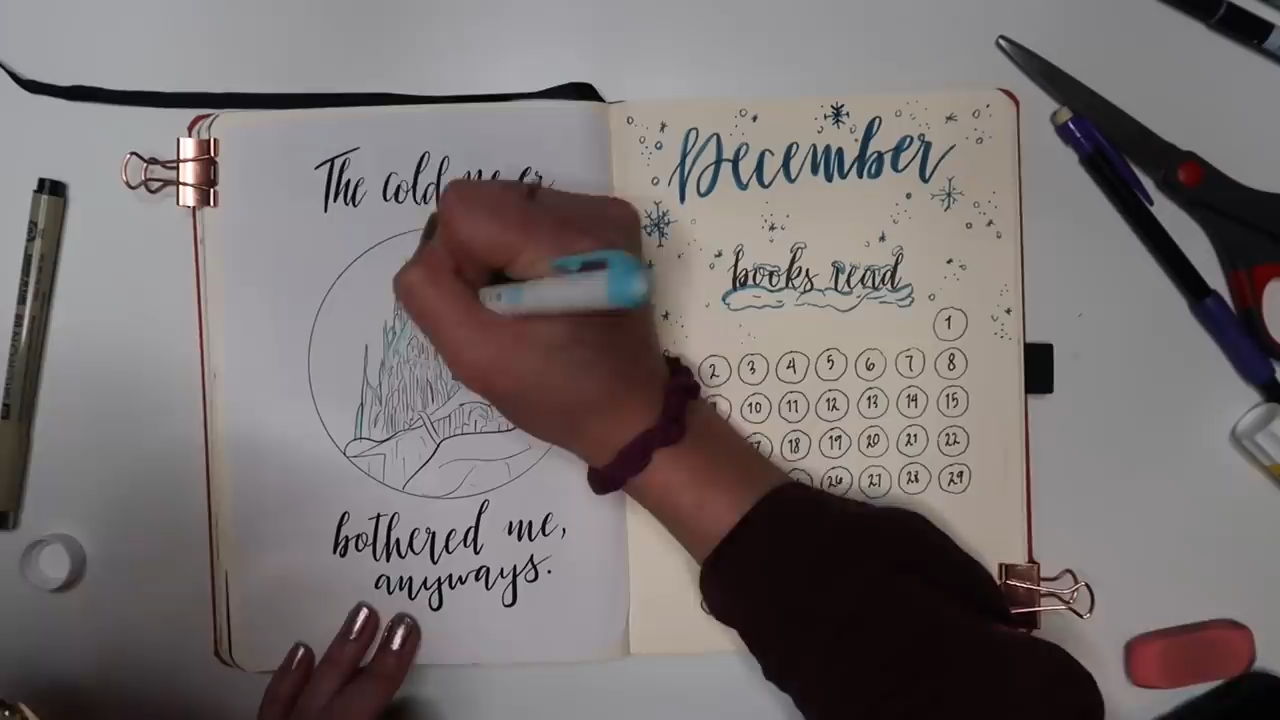 The cold
bothered me,
anyways.
December
books read
1
2 3 4 5 6 7 8
10 11 12 13 14 15
18 19 20 21 22
26 27 28 29